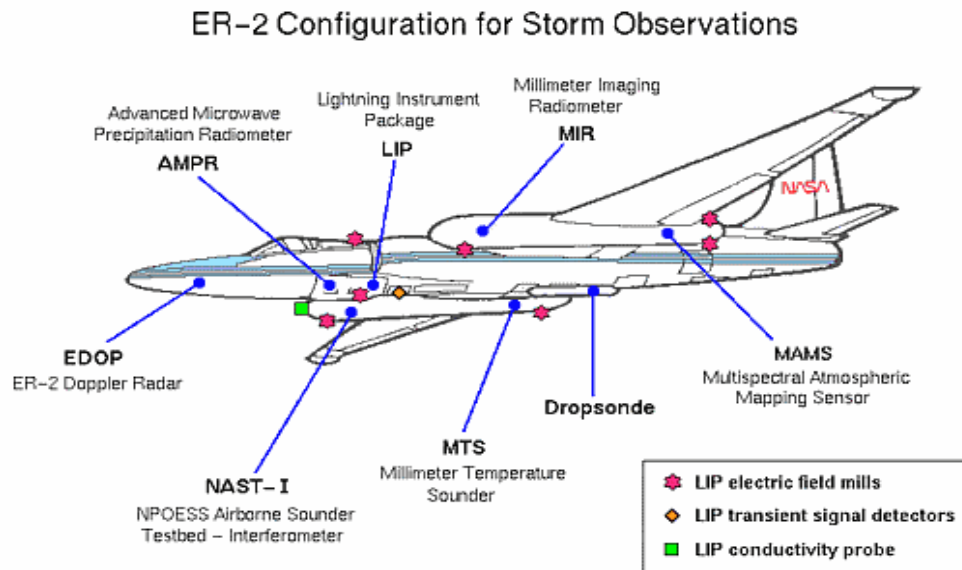 ER-2 Configuration for Storm Observations
Advanced Microwave
Precipitation Radiometer
AMPR
Lightning Instrument
Package
LIP
Millimeter Imaging
Radiometer
MIR
NASA
EDOP
ER-2 Doppler Radar
NAST-I
NPOESS Airborne Sounder
Testbed - Interferometer
MTS
Millimeter Temperature
Sounder
Dropsonde
MAMS
Multispectral Atmospheric
Mapping Sensor
LIP electric field mills
LIP transient signal detectors
LIP conductivity probe